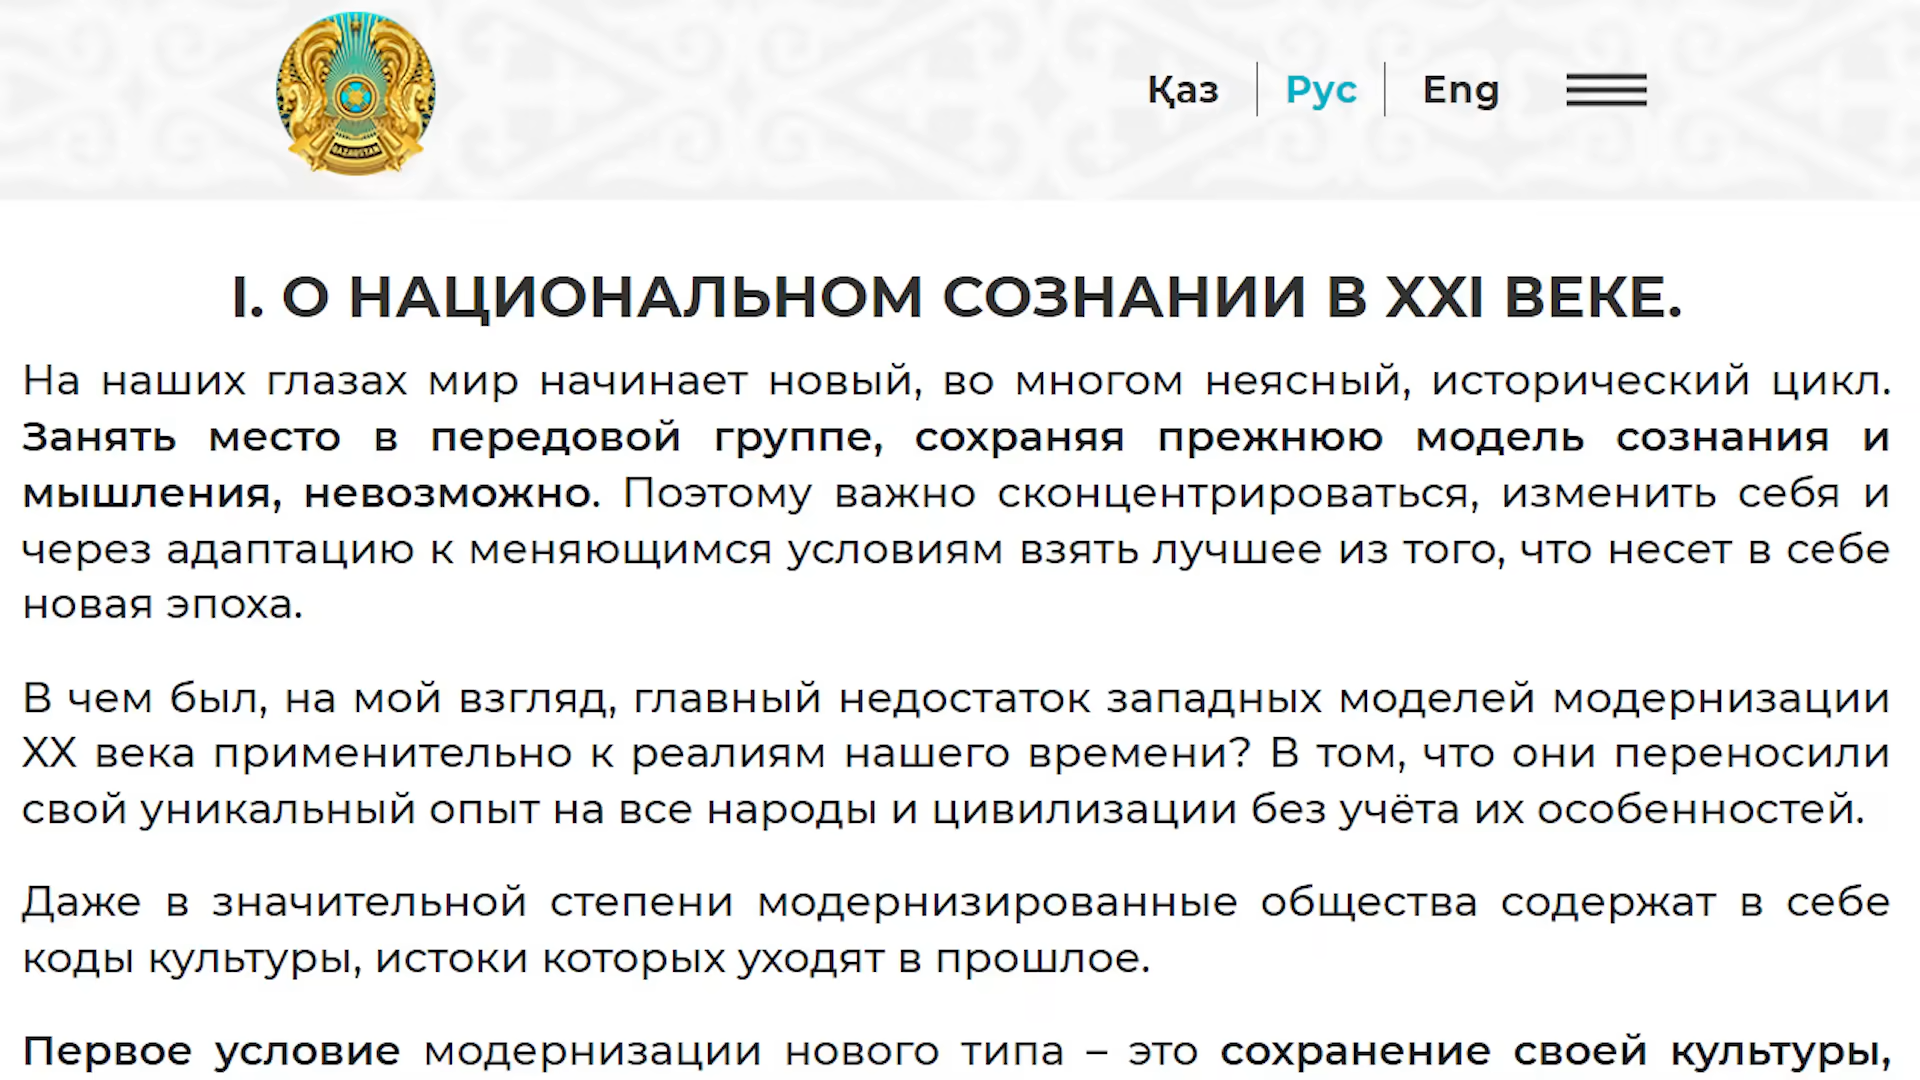 QAZAQSTAN
Қаз
Рус
Eng
I. О НАЦИОНАЛЬНОМ СОЗНАНИИ В XXI ВЕКЕ.
На наших глазах мир начинает новый, во многом неясный, исторический цикл.
Занять место в передовой группе, сохраняя прежнюю модель сознания и
мышления, невозможно. Поэтому важно сконцентрироваться, изменить себя и
через адаптацию к меняющимся условиям взять лучшее из того, что несет в себе
новая эпоха.
В чем был, на мой взгляд, главный недостаток западных моделей модернизации
ХХ века применительно к реалиям нашего времени? В том, что они переносили
свой уникальный опыт на все народы и цивилизации без учёта их особенностей.
Даже в значительной степени модернизированные общества содержат в себе
коды культуры, истоки которых уходят в прошлое.
Первое условие модернизации нового типа – это сохранение своей культуры,